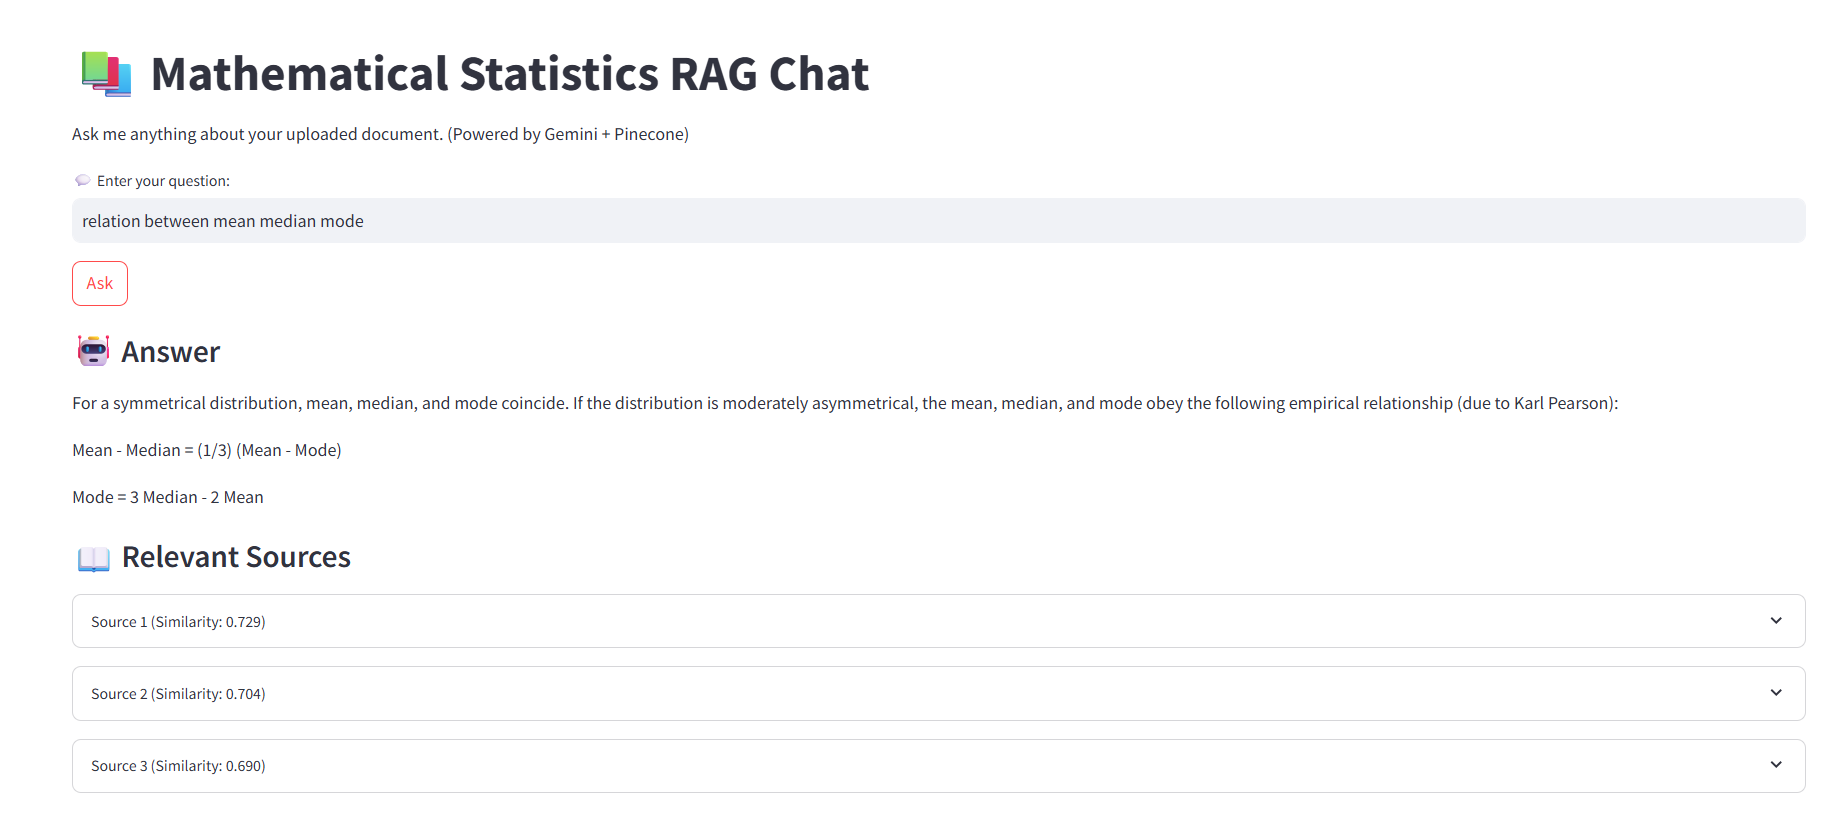 Mathematical Statistics RAG Chat
Ask me anything about your uploaded document. (Powered by Gemini + Pinecone)
Enter your question:
relation between mean median mode
Ask
Answer
For a symmetrical distribution, mean, median, and mode coincide. If the distribution is moderately asymmetrical, the mean, median, and mode obey the following empirical relationship (due to Karl Pearson):
Mean - Median = (1/3) (Mean - Mode)
Mode = 3 Median - 2 Mean
Relevant Sources
Source 1 (Similarity: 0.729)
Source 2 (Similarity: 0.704)
Source 3 (Similarity: 0.690)